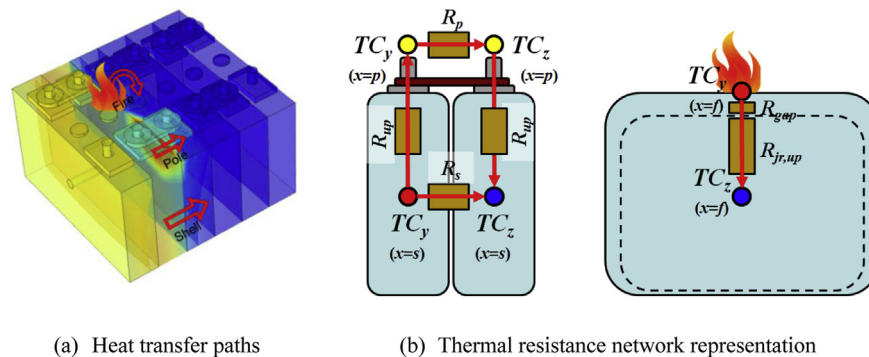 Fire
Pole
Shell
R_p
TC_y
TC_z
(x=p)
(x=p)
R_up
R_up
R_s
TC_y
TC_z
(x=s)
(x=s)
TC_y
(x=f)
R_gap
R_jr,up
TC_z
(x=f)
(a) Heat transfer paths
(b) Thermal resistance network representation